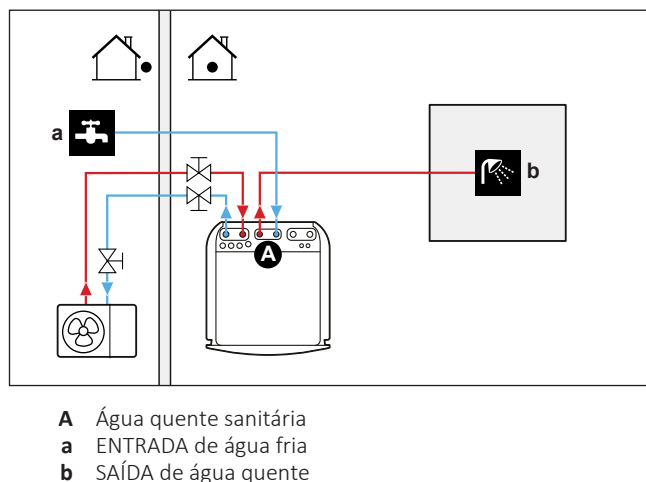 a
b
A
A Água quente sanitária
a ENTRADA de água fria
b SAÍDA de água quente